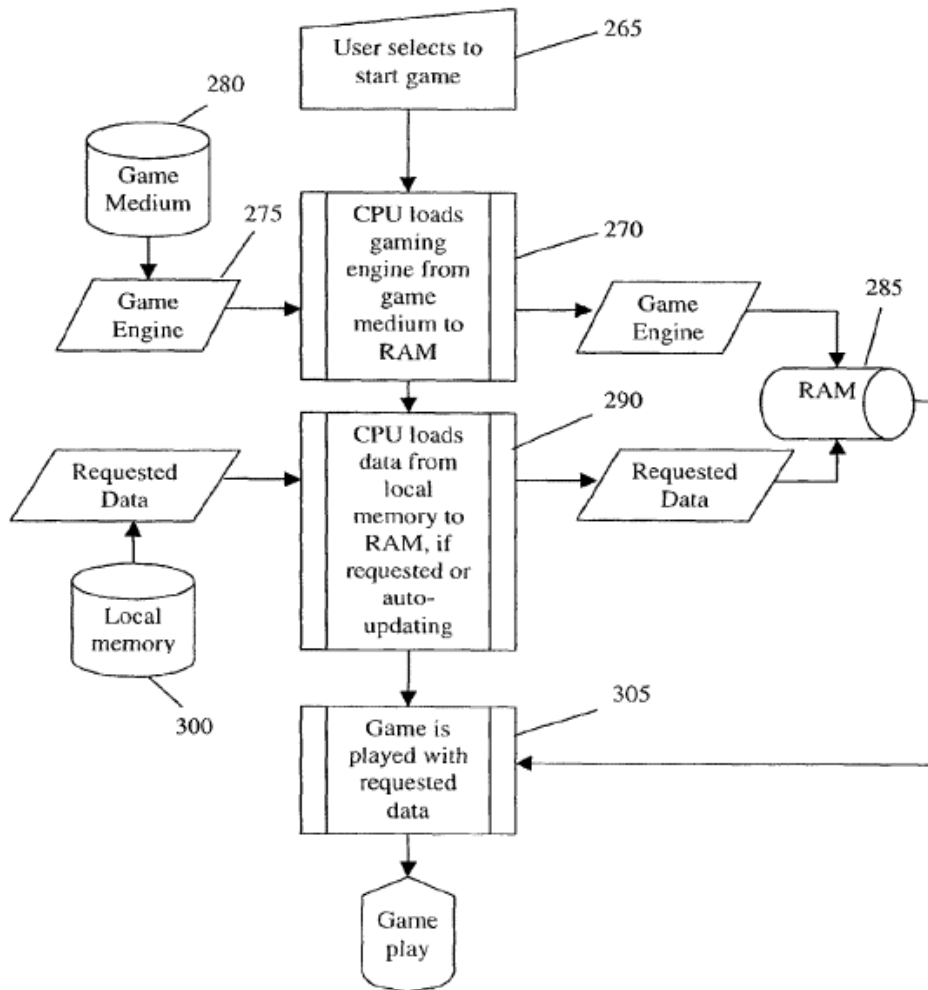 User selects to
start game
265
280
Game
Medium
275
Game
Engine
CPU loads
gaming
engine from
game
medium to
RAM
270
Game
Engine
285
RAM
290
Requested
Data
CPU loads
data from
local
memory to
RAM, if
requested or
auto-
updating
Requested
Data
Local
memory
300
Game is
played with
requested
data
305
Game
play